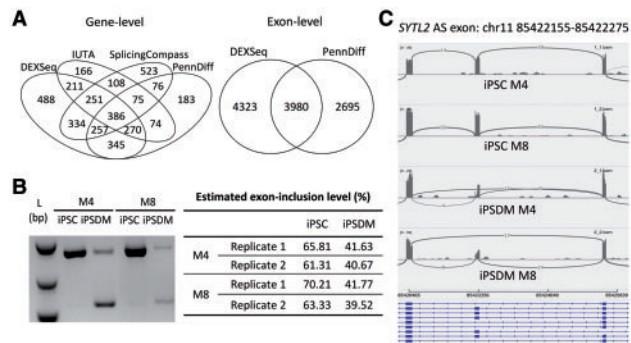 A
Gene-level
Exon-level
IUTA
SplicingCompass
DEXSeq
PennDiff
166
523
488
211
108
76
183
251
75
334
386
74
257
270
345
DEXSeq
PennDiff
4323
3980
2695
B
L
(bp)
M4
M8
iPSC iPSDM
iPSC iPSDM
Estimated exon-inclusion level (%)
iPSC
iPSDM
M4
Replicate 1
65.81
41.63
Replicate 2
61.31
40.67
M8
Replicate 1
70.21
41.77
Replicate 2
63.33
39.52
C
SYTL2 AS exon: chr11 85422155-85422275
iPSC M4
iPSC M8
iPSDM M4
iPSDM M8